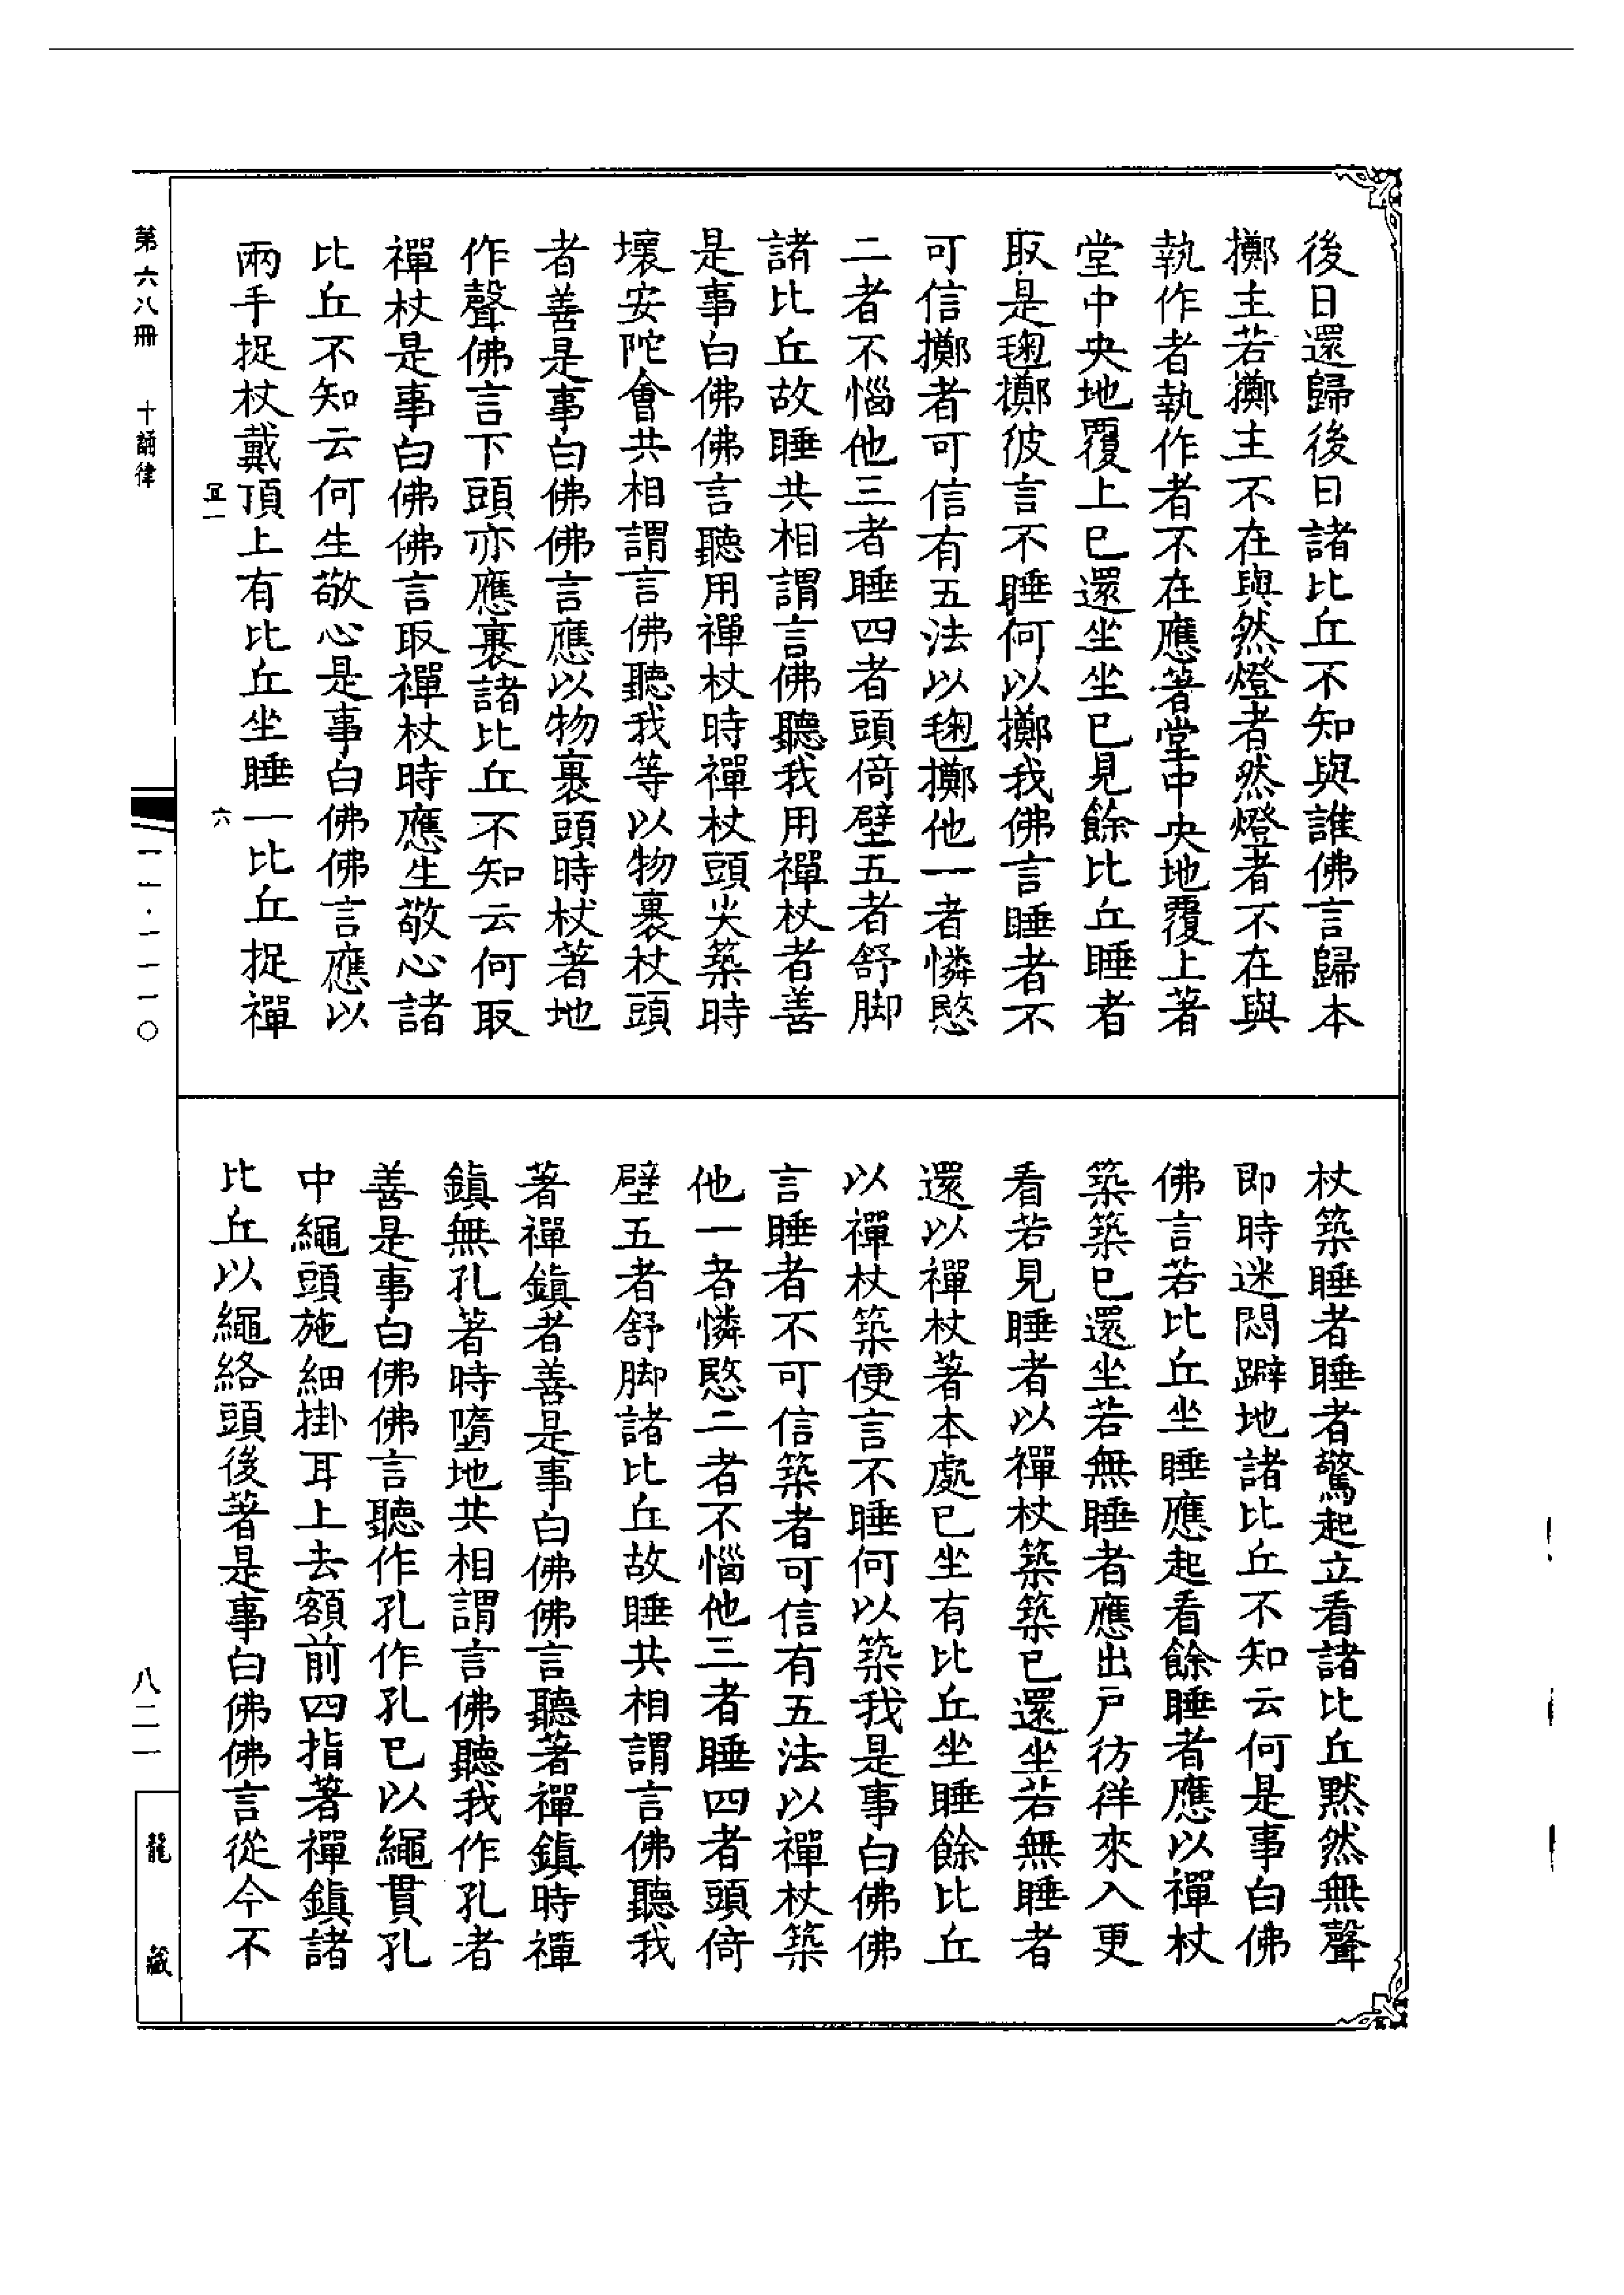 後日還歸後日諸比丘不知與誰佛言歸本
擲主若擲主不在與然燈者然燈者不在與
執作者執作者不在應著堂中央地覆上著
堂中央地覆上已還坐坐已見餘比丘睡者
取是毱擲彼言不睡何以擲我佛言睡者不
可信擲者可信有五法以毱擲他一者憐愍
二者不惱他三者睡四者頭倚壁五者舒脚
諸比丘故睡共相謂言佛聽我用禪杖者善
是事白佛佛言聽用禪杖時禪杖頭尖築時
壞安陀會共相謂言佛聽我等以物裹杖頭
者善是事白佛佛言應以物裹頭時杖著地
作聲佛言下頭亦應裹諸比丘不知云何取
禪杖是事白佛佛言取禪杖時應生敬心諸
比丘不知云何生敬心是事白佛佛言應以
兩手捉杖戴頂上有比丘坐睡一比丘捉禪
杖築睡者睡者驚起立看諸比丘默然無聲
即時迷悶躃地諸比丘不知云何是事白佛
佛言若比丘坐睡應起看餘睡者應以禪杖
築築已還坐若無睡者應出戶彷徉來入更
看若見睡者以禪杖築築已還坐若無睡者
還以禪杖著本處已坐有比丘坐睡餘比丘
以禪杖築便言不睡何以築我是事白佛佛
言睡者不可信築者可信有五法以禪杖築
他一者憐愍二者不惱他三者睡四者頭倚
壁五者舒脚諸比丘故睡共相謂言佛聽我
著禪鎮者善是事白佛佛言聽著禪鎮時禪
鎮無孔著時墮地共相謂言佛聽我作孔者
善是事白佛佛言聽作孔作孔已以繩貫孔
中繩頭施細掛耳上去額前四指著禪鎮諸
比丘以繩絡頭後著是事白佛佛言從今不
第六八冊 十誦律
一一·一一一〇
八二一
龍藏
六